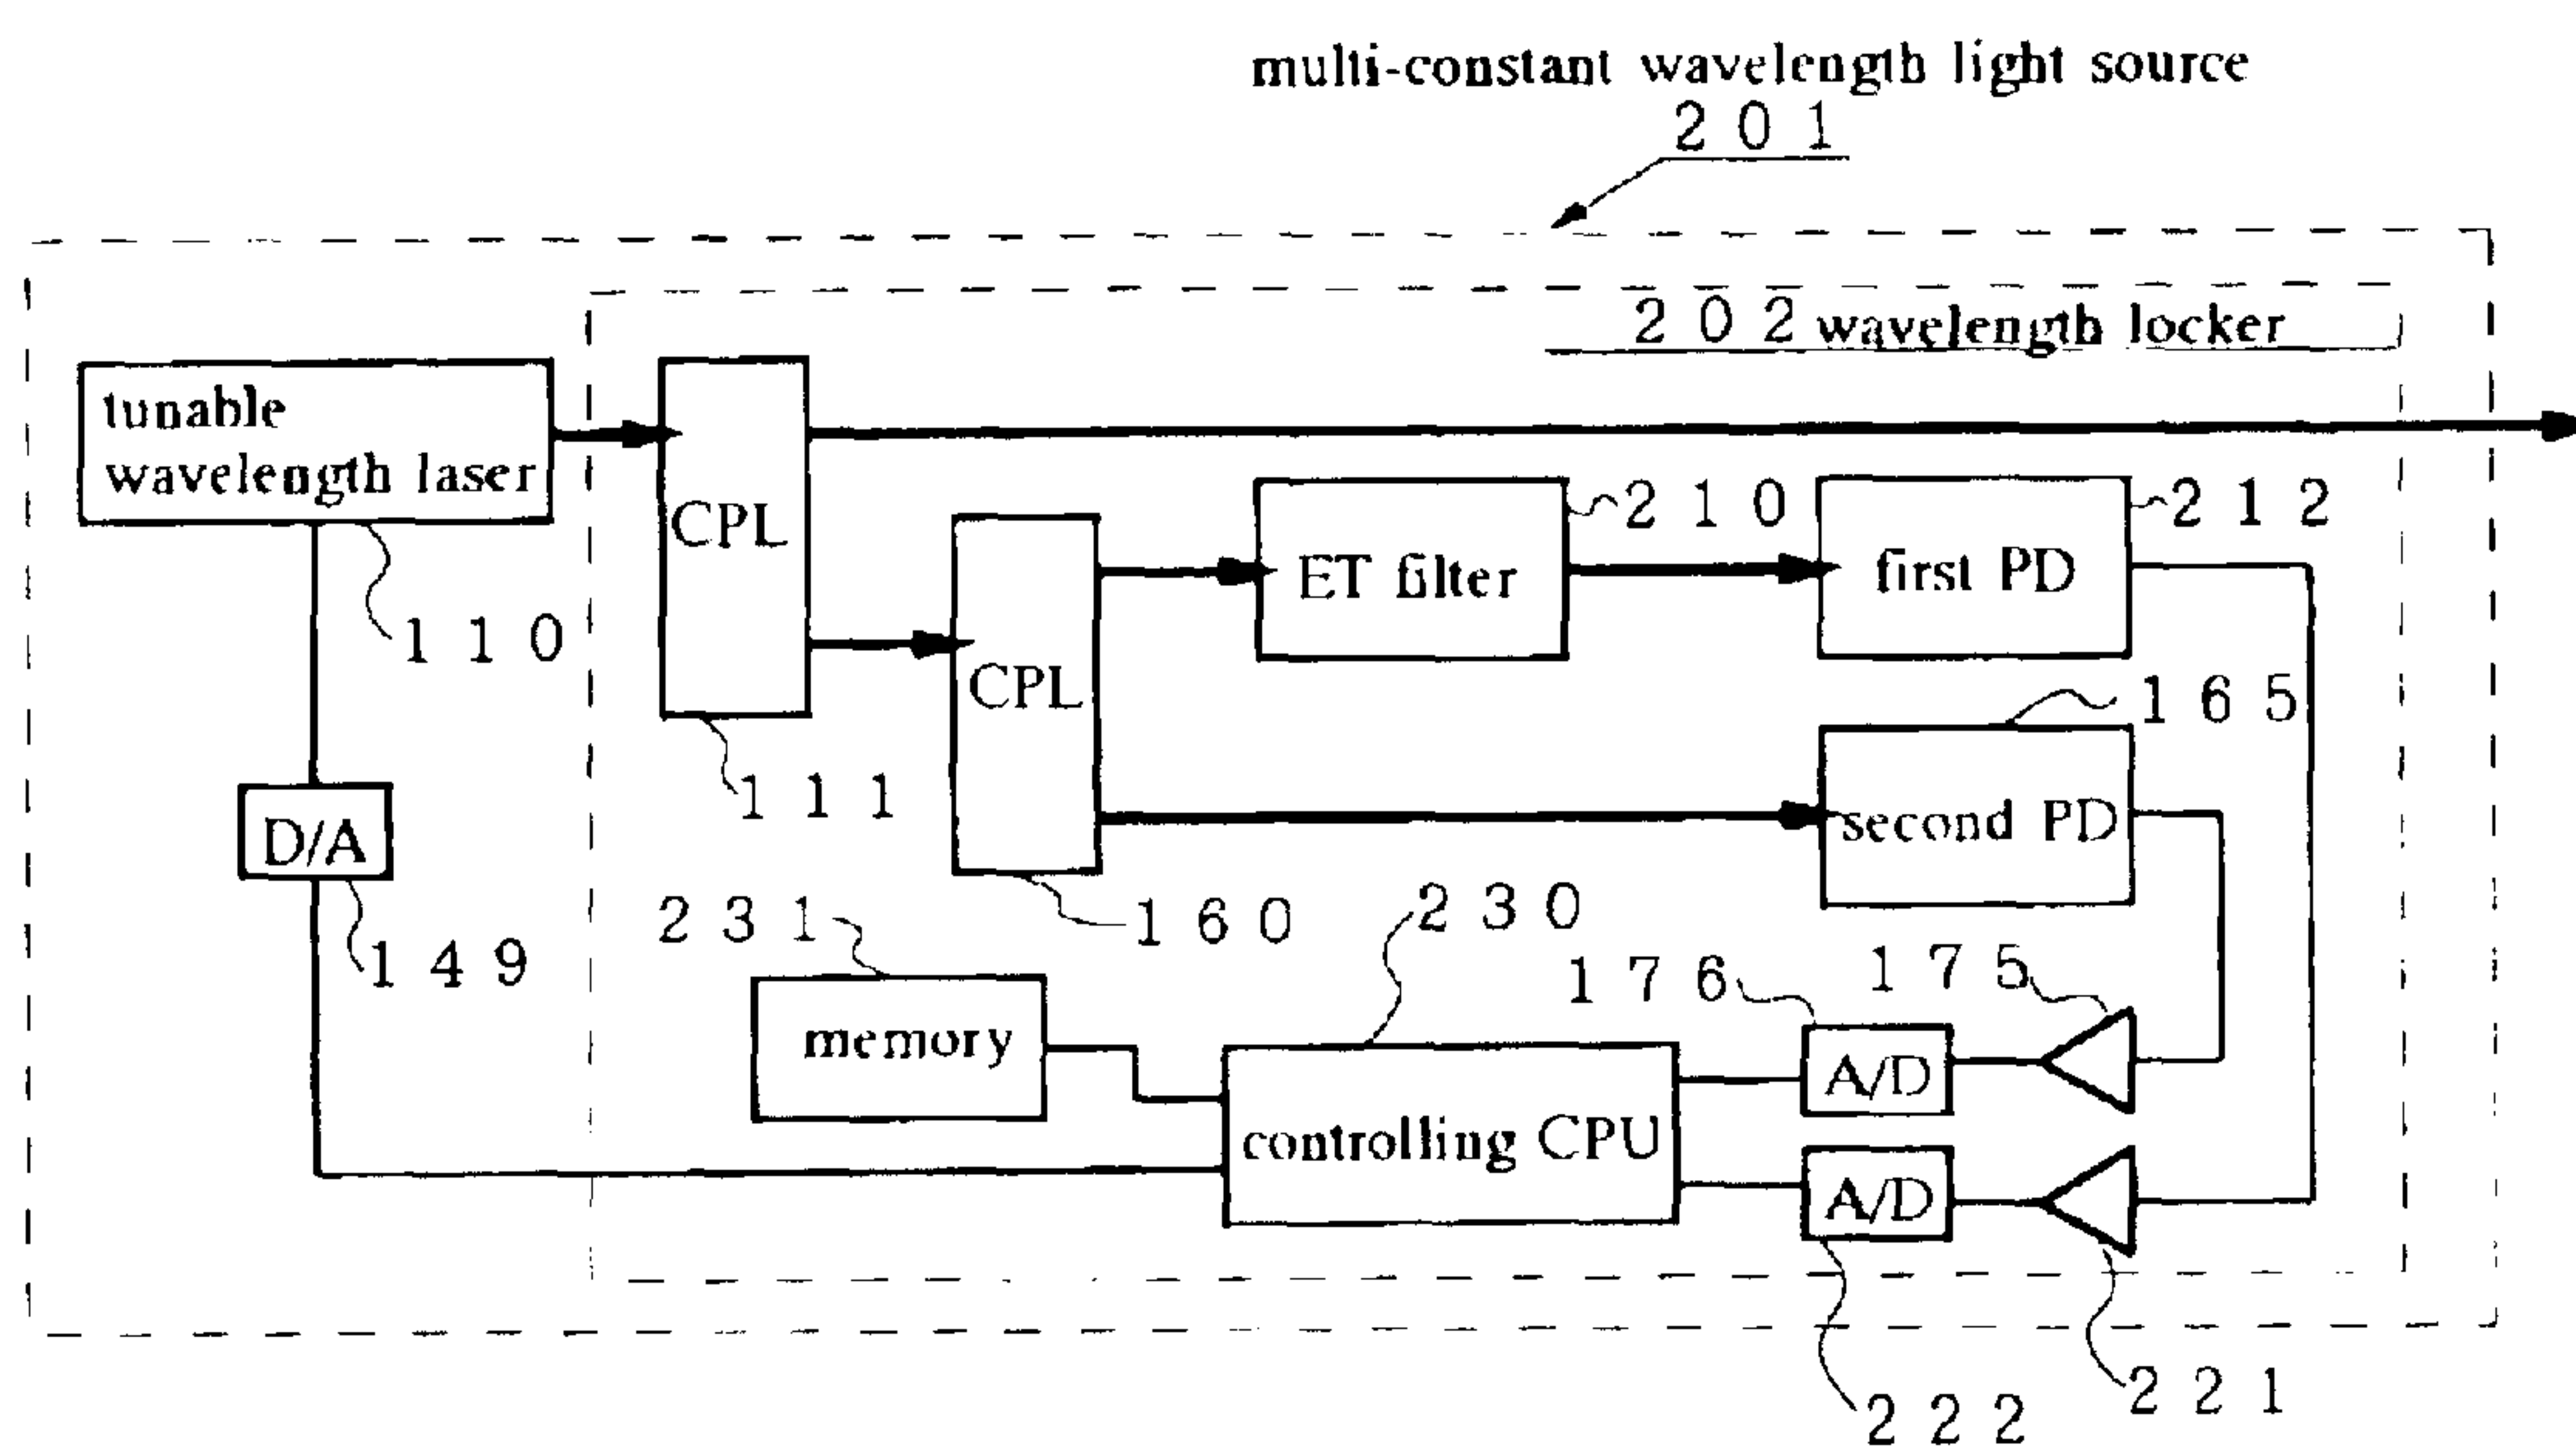 multi-constant wavelength light source
2 0 1
2 0 2 wavelength locker
tunable
wavelength laser
CPL
2 1 0
2 1 2
ET filter
first PD
1 1 0
CPL
1 6 5
1 1 1
second PD
D/A
2 3 1
1 6 0
2 3 0
1 4 9
1 7 6
1 7 5
memory
A/D
controlling CPU
A/D
2 2 1
2 2 2